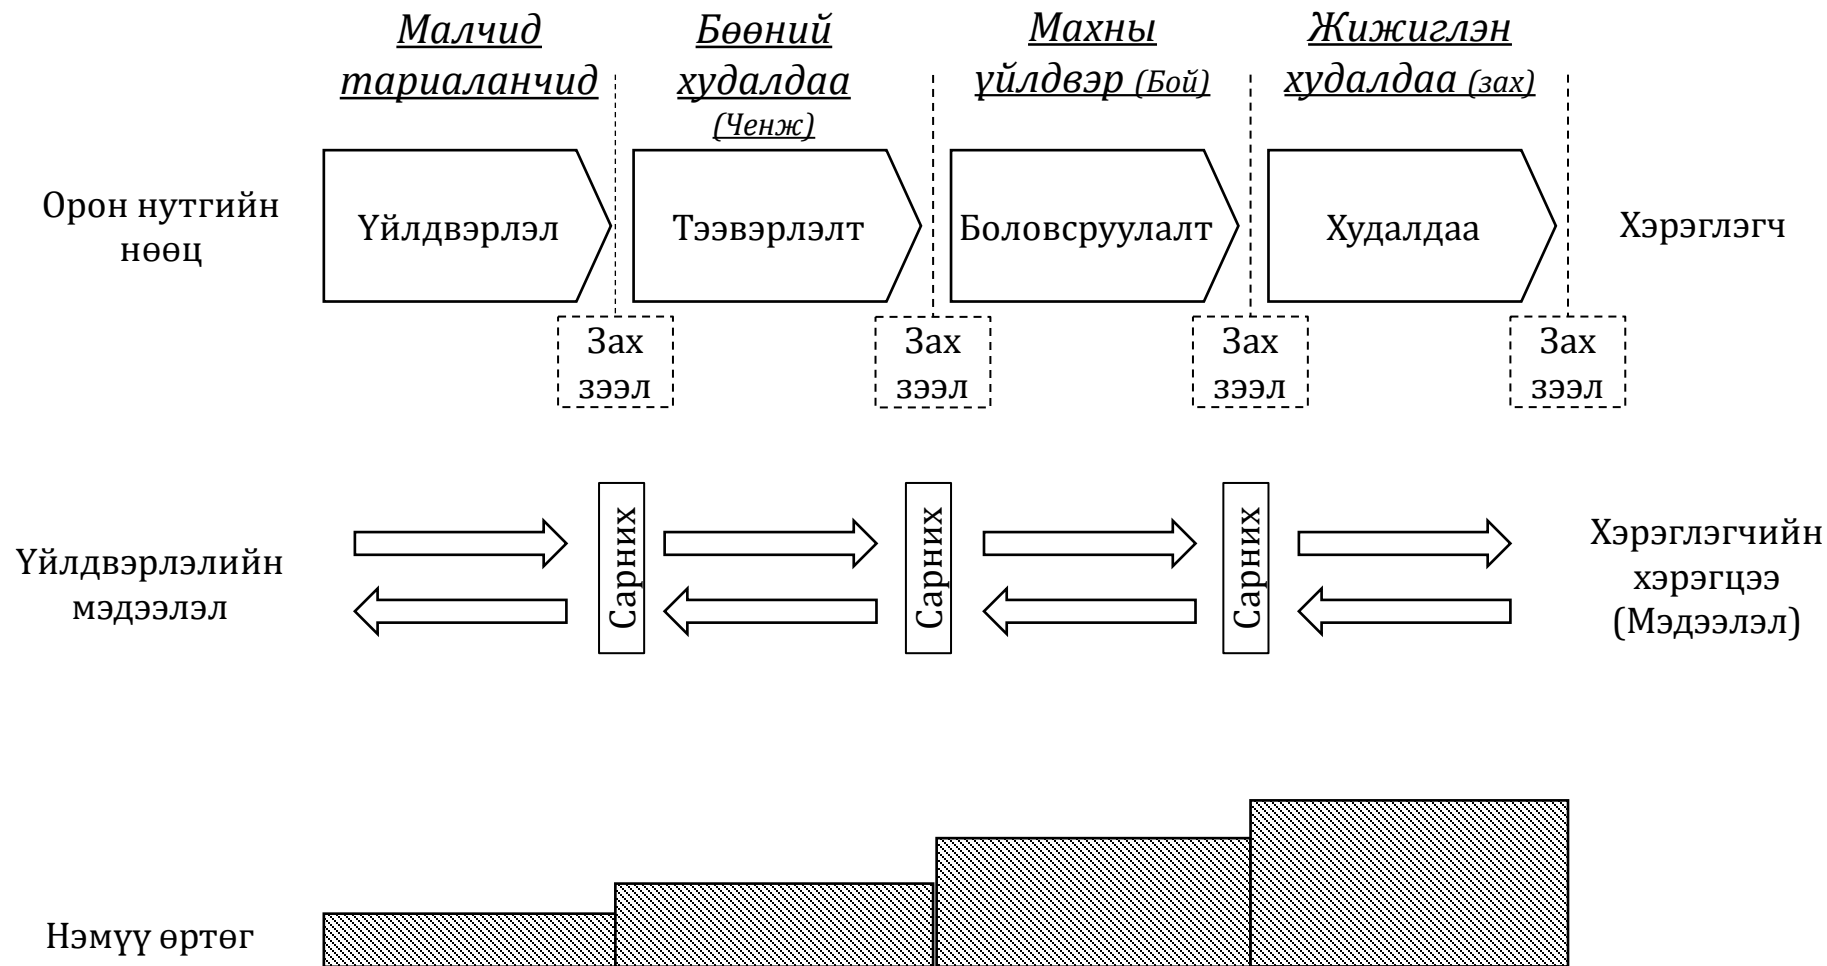 Малчид
тариаланчид
Бөөний
худалдаа
(Ченж)
Махны
үйлдвэр (Бой)
Жижиглэн
худалдаа (зах)
Орон нутгийн
нөөц
Үйлдвэрлэл
Тээвэрлэлт
Боловсруулалт
Худалдаа
Хэрэглэгч
Зах
зээл
Зах
зээл
Зах
зээл
Зах
зээл
Үйлдвэрлэлийн
мэдээлэл
Сарних
Сарних
Сарних
Хэрэглэгчийн
хэрэгцээ
(Мэдээлэл)
Нэмүү өртөг